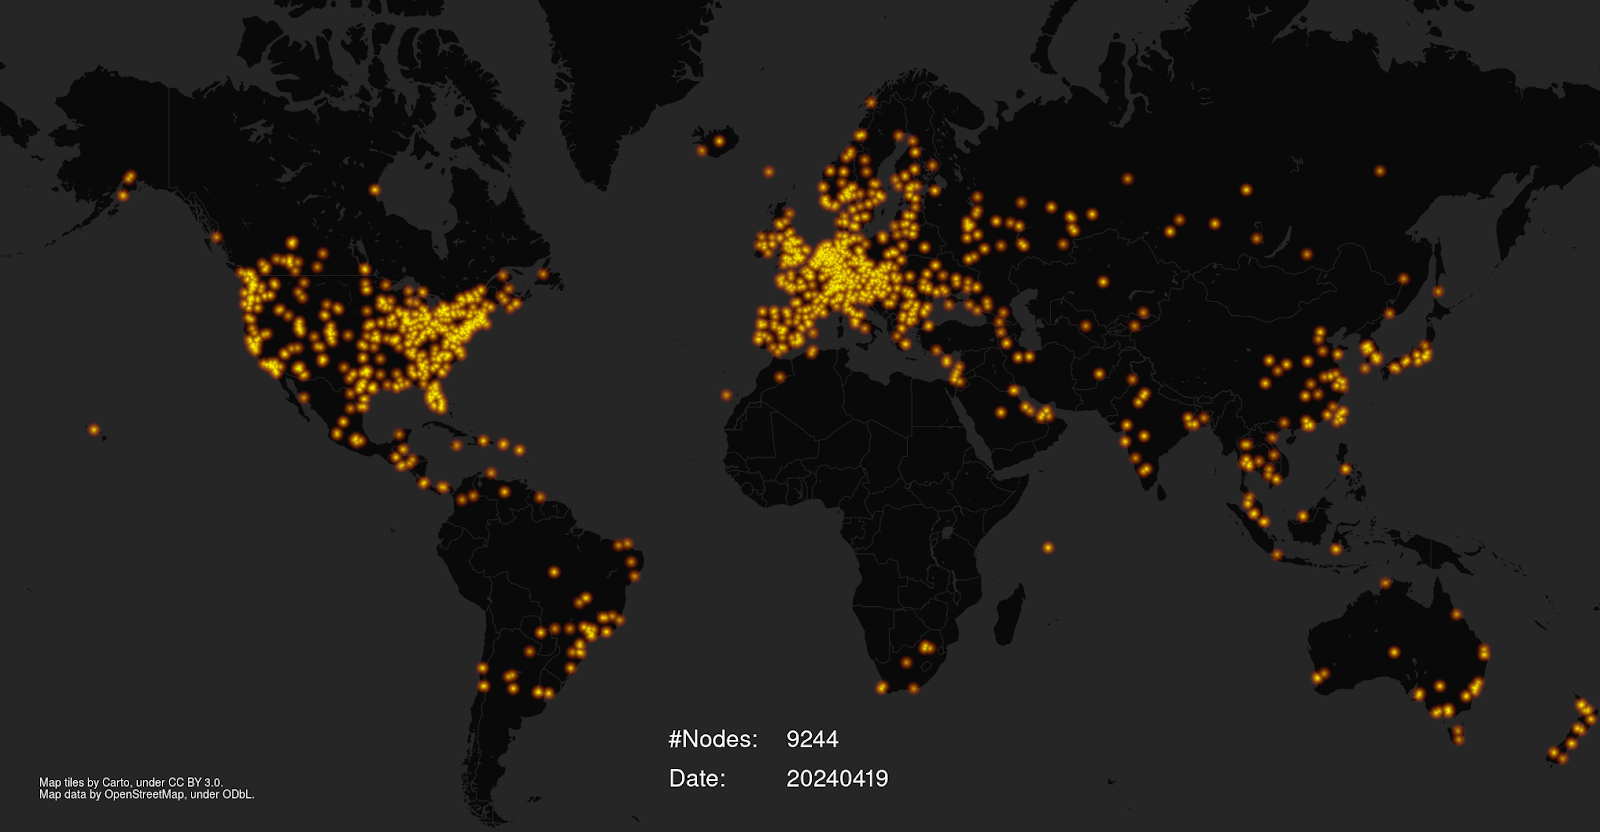 #Nodes: 9244
Date: 20240419
Map tiles by Carto, under CC BY 3.0.
Map data by OpenStreetMap, under ODbL.